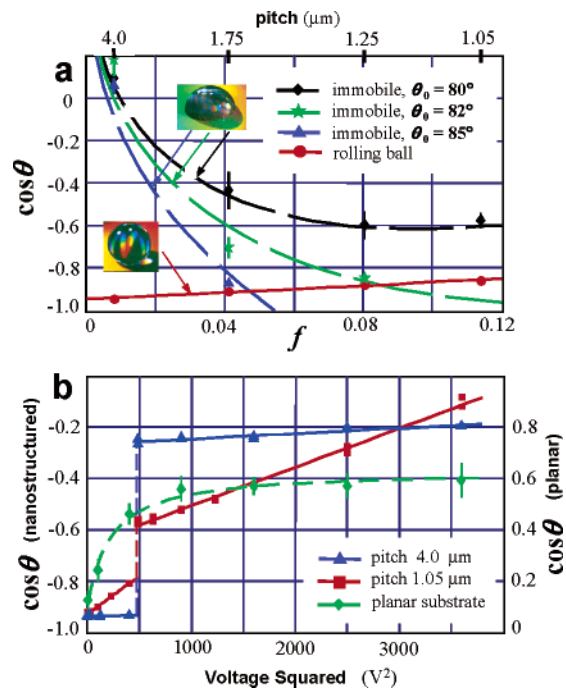 pitch (μm)
4.0 1.75 1.25 1.05
a
immobile, θ₀ = 80°
immobile, θ₀ = 82°
immobile, θ₀ = 85°
rolling ball
cosθ
0
-0.2
-0.4
-0.6
-0.8
-1.0
0 0.04 0.08 0.12
f
b
cosθ (nanostructured)
-0.2
-0.4
-0.6
-0.8
-1.0
0.8
0.6
0.4
0.2
0
cosθ (planar)
pitch 4.0 μm
pitch 1.05 μm
planar substrate
0 1000 2000 3000
Voltage Squared (V²)